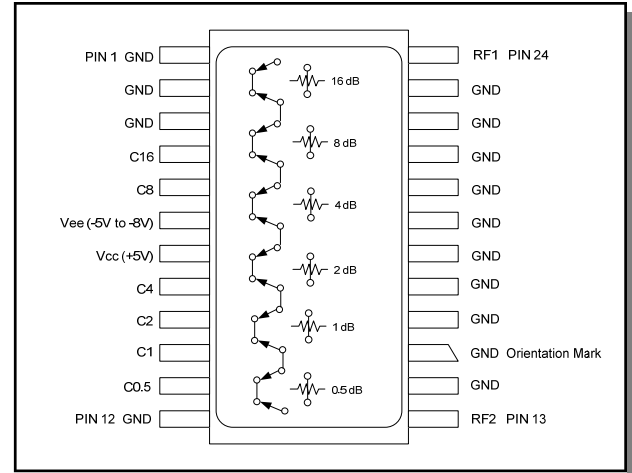 PIN 1 GND
GND
GND
C16
C8
Vee (-5V to -8V)
Vcc (+5V)
C4
C2
C1
C0.5
PIN 12 GND
16 dB
8 dB
4 dB
2 dB
1 dB
0.5 dB
RF1 PIN 24
GND
GND
GND
GND
GND
GND
GND
GND
GND Orientation Mark
GND
RF2 PIN 13